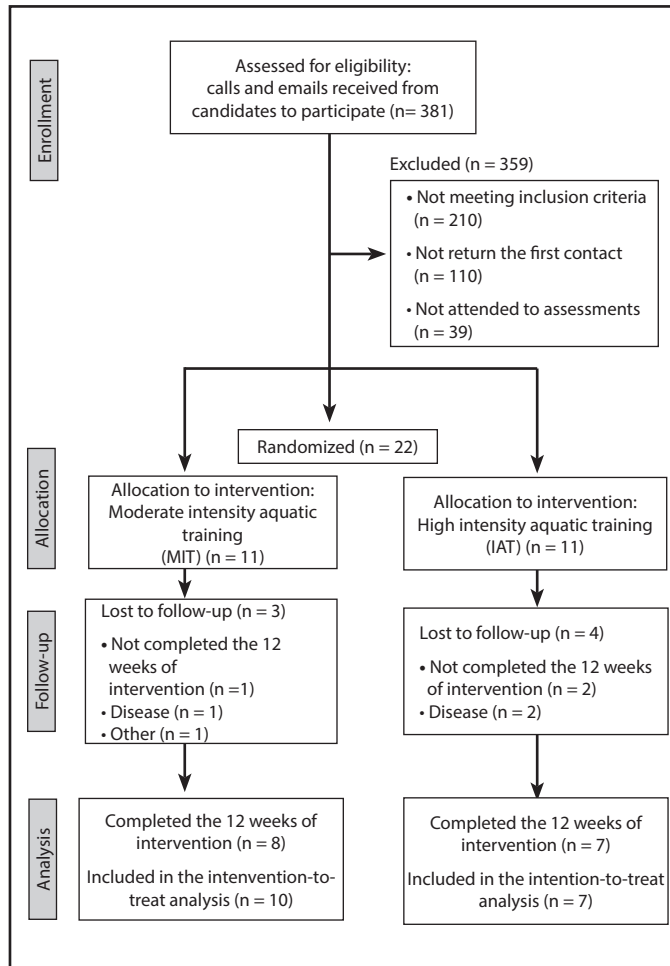 Enrollment
Assessed for eligibility:
calls and emails received from
candidates to participate (n= 381)
Excluded (n = 359)
• Not meeting inclusion criteria
(n = 210)
• Not return the first contact
(n = 110)
• Not attended to assessments
(n = 39)
Randomized (n = 22)
Allocation
Allocation to intervention:
Moderate intensity aquatic
training
(MIT) (n = 11)
Allocation to intervention:
High intensity aquatic training
(IAT) (n = 11)
Follow-up
Lost to follow-up (n = 3)
• Not completed the 12
weeks of
intervention (n =1)
• Disease (n = 1)
• Other (n = 1)
Lost to follow-up (n = 4)
• Not completed the 12 weeks
of intervention (n = 2)
• Disease (n = 2)
Analysis
Completed the 12 weeks of
intervention (n = 8)
Included in the intenvention-to-
treat analysis (n = 10)
Completed the 12 weeks of
intervention (n = 7)
Included in the intention-to-treat
analysis (n = 7)